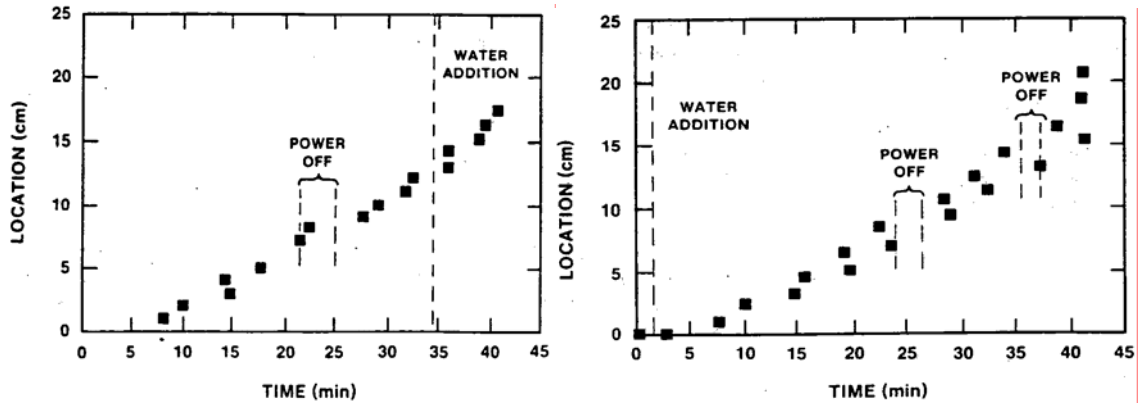 25
20
15
10
5
0
LOCATION (cm)
POWER
OFF
WATER
ADDITION
0 5 10 15 20 25 30 35 40 45
TIME (min)
25
20
15
10
5
0
LOCATION (cm)
WATER
ADDITION
POWER
OFF
POWER
OFF
0 5 10 15 20 25 30 35 40 45
TIME (min)